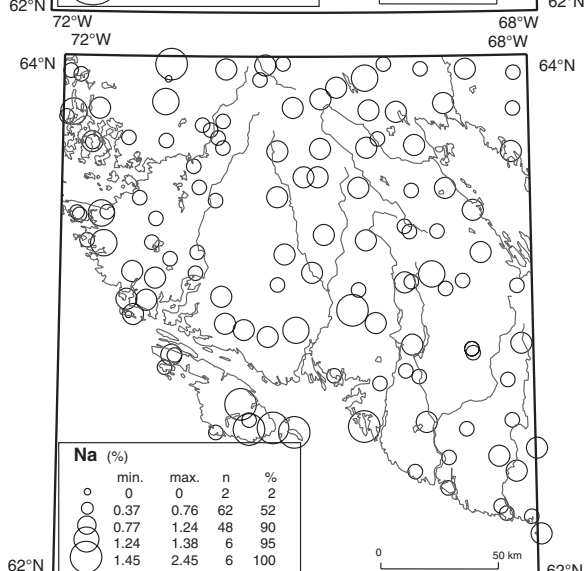 62°N 62°N
72°W 68°W
72°W 68°W
64°N 64°N
Na (%)
min. max. n %
0 0 2 2
0.37 0.76 62 52
0.77 1.24 48 90
1.24 1.38 6 95
1.45 2.45 6 100
0 50 km
62°N 62°N